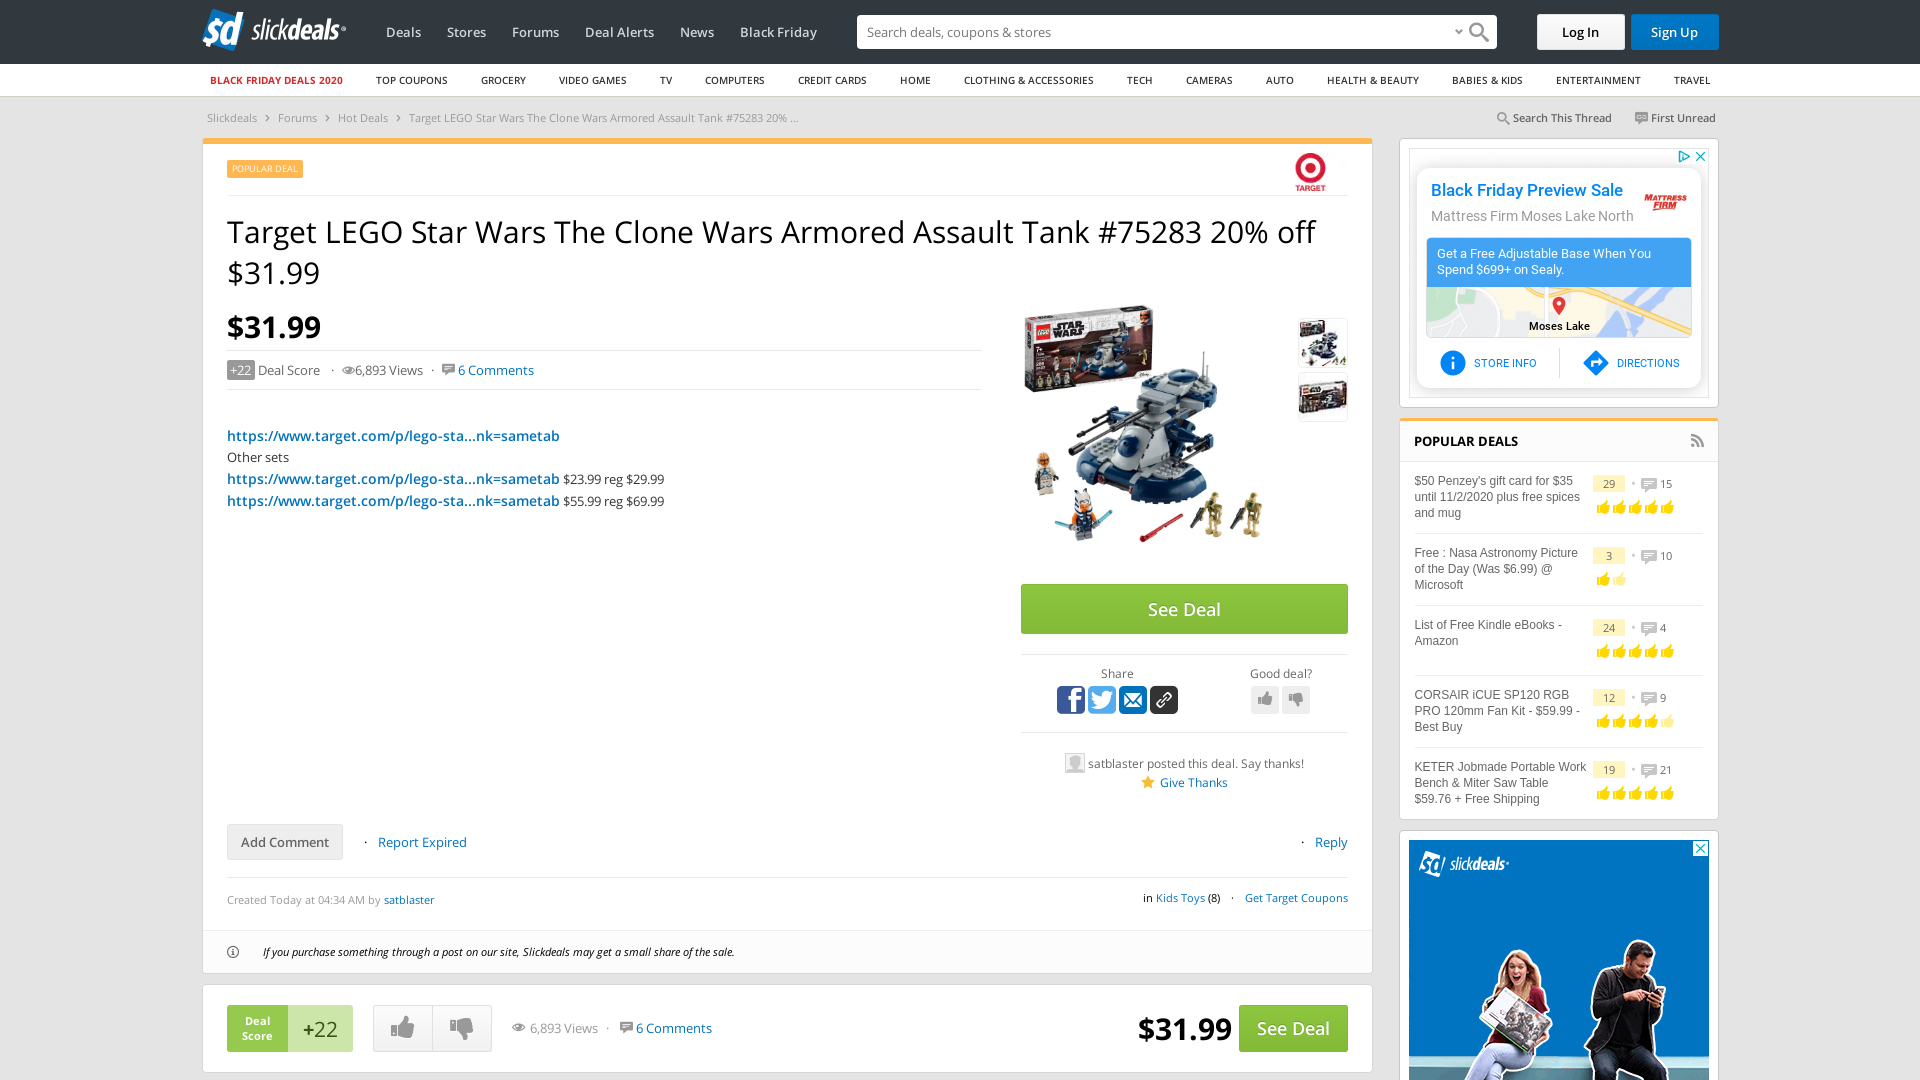 slickdeals
Deals
Stores
Forums
Deal Alerts
News
Black Friday
Search deals, coupons & searches
Log In
Sign Up
BLACK FRIDAY DEALS 2020
TOP COUPONS
GROCERY
VIDEO GAMES
TV
COMPUTERS
CREDIT CARDS
HOME
CLOTHING & ACCESSORIES
TECH
CAMERAS
AUTO
HEALTH & BEAUTY
BABIES & KIDS
ENTERTAINMENT
TRAVEL
Slickdeals › Forums › Hot Deals › Target LEGO Star Wars The Clone Wars Armored Assault Tank #75283 20% ...
Search This Thread
First Unread
POPULAR DEAL
TARGET
Target LEGO Star Wars The Clone Wars Armored Assault Tank #75283 20% off
$31.99
$31.99
+22 Deal Score · 6,893 Views · 6 Comments
https://www.target.com/p/lego-sta...nk=sametab
Other sets
https://www.target.com/p/lego-sta...nk=sametab $23.99 reg $29.99
https://www.target.com/p/lego-sta...nk=sametab $55.99 reg $69.99
LEGO
STAR WARS
See Deal
Share
Good deal?
satblaster posted this deal. Say thanks!
Give Thanks
Add Comment
· Report Expired
· Reply
Created Today at 04:34 AM by satblaster
in Kids Toys (8) · Get Target Coupons
If you purchase something through a post on our site, Slickdeals may get a small share of the sale.
Deal
Score
+22
6,893 Views · 6 Comments
$31.99
See Deal
Black Friday Preview Sale
Mattress Firm Moses Lake North
MATTRESS
FIRM
Get a Free Adjustable Base When You
Spend $699+ on Sealy.
Moses Lake
STORE INFO
DIRECTIONS
POPULAR DEALS
$50 Penzey's gift card for $35
until 11/2/2020 plus free spices
and mug
29 · 15
Free : Nasa Astronomy Picture
of the Day (Was $6.99) @
Microsoft
3 · 10
List of Free Kindle eBooks -
Amazon
24 · 4
CORSAIR iCUE SP120 RGB
PRO 120mm Fan Kit - $59.99 -
Best Buy
12 · 9
KETER Jobmade Portable Work
Bench & Miter Saw Table
$59.76 + Free Shipping
19 · 21
slickdeals